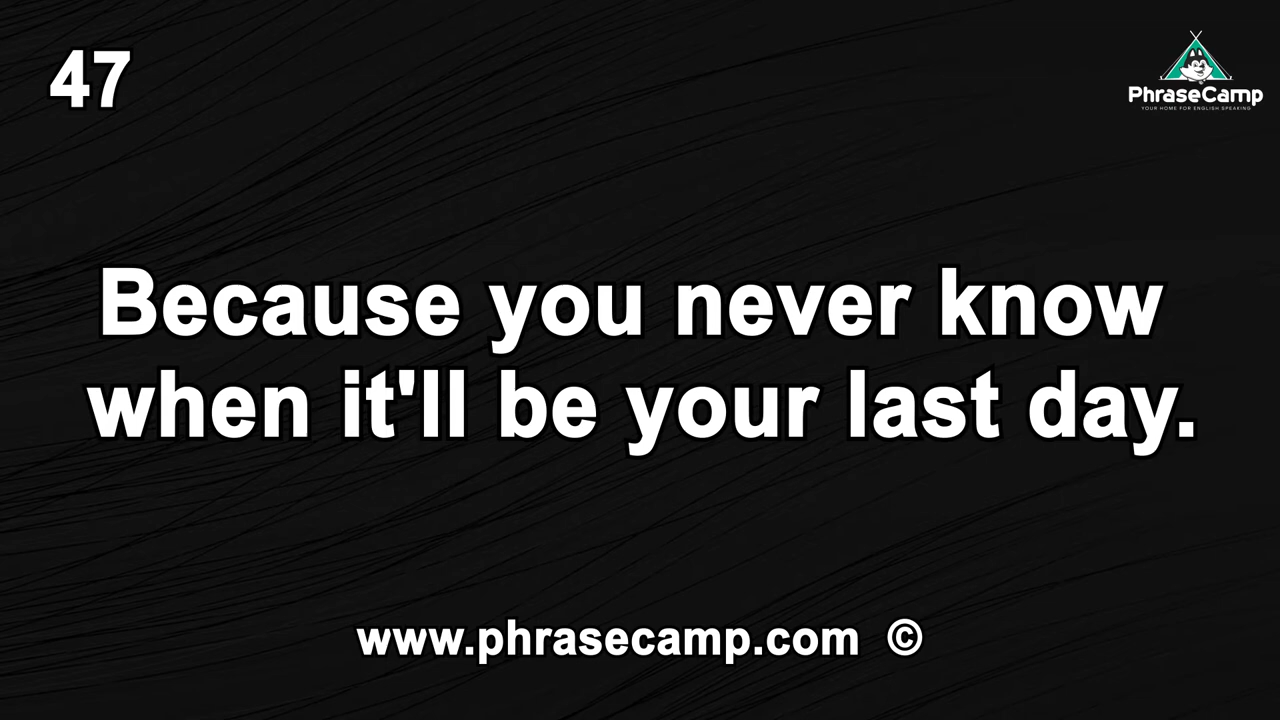 47
PhraseCamp
YOUR HOME FOR ENGLISH SPEAKING
Because you never know
when it'll be your last day.
www.phrasecamp.com ©